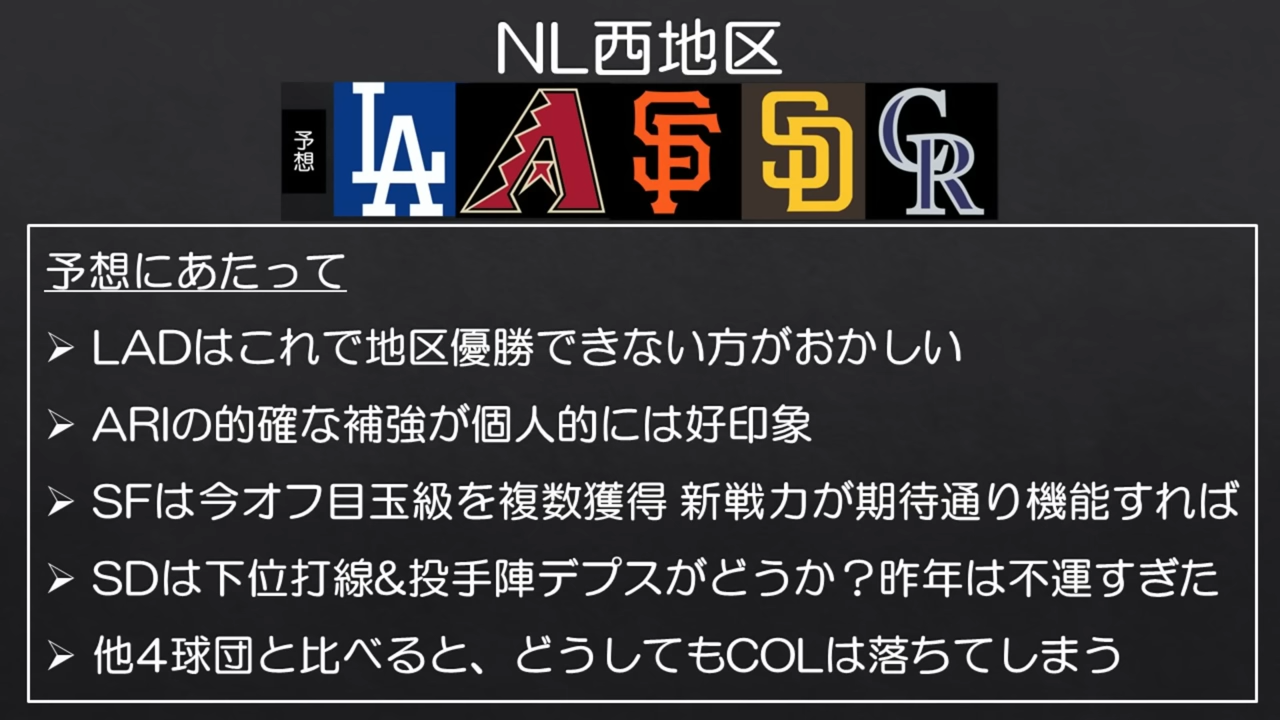 NL西地区
予想
LA
A
SF
SD
CR
予想にあたって
➢ LADはこれで地区優勝できない方がおかしい
➢ ARIの的確な補強が個人的には好印象
➢ SFは今オフ目玉級を複数獲得 新戦力が期待通り機能すれば
➢ SDは下位打線&投手陣デプスがどうか？昨年は不運すぎた
➢ 他４球団と比べると、どうしてもCOLは落ちてしまう